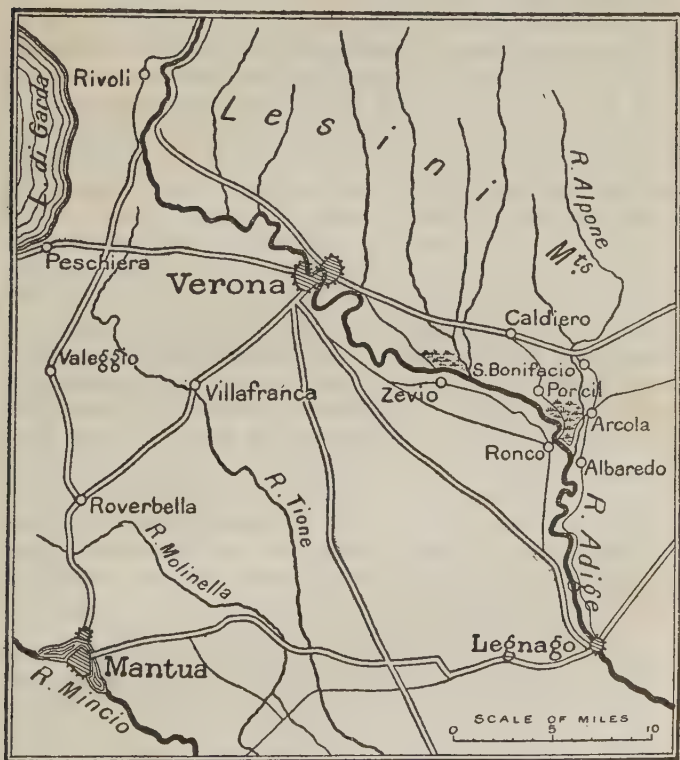 Rivoli
L. di Garda
Lesini
Mts
R. Alpone
Peschiera
Verona
Caldiero
Valeggio
S. Bonifacio
Villafranca
Zevio
Porcil
Arcola
Ronco
Albaredo
Roverbella
R. Tione
R. Molinella
R. Adige
Legnago
Mantua
R. Mincio
SCALE OF MILES
0 5 10